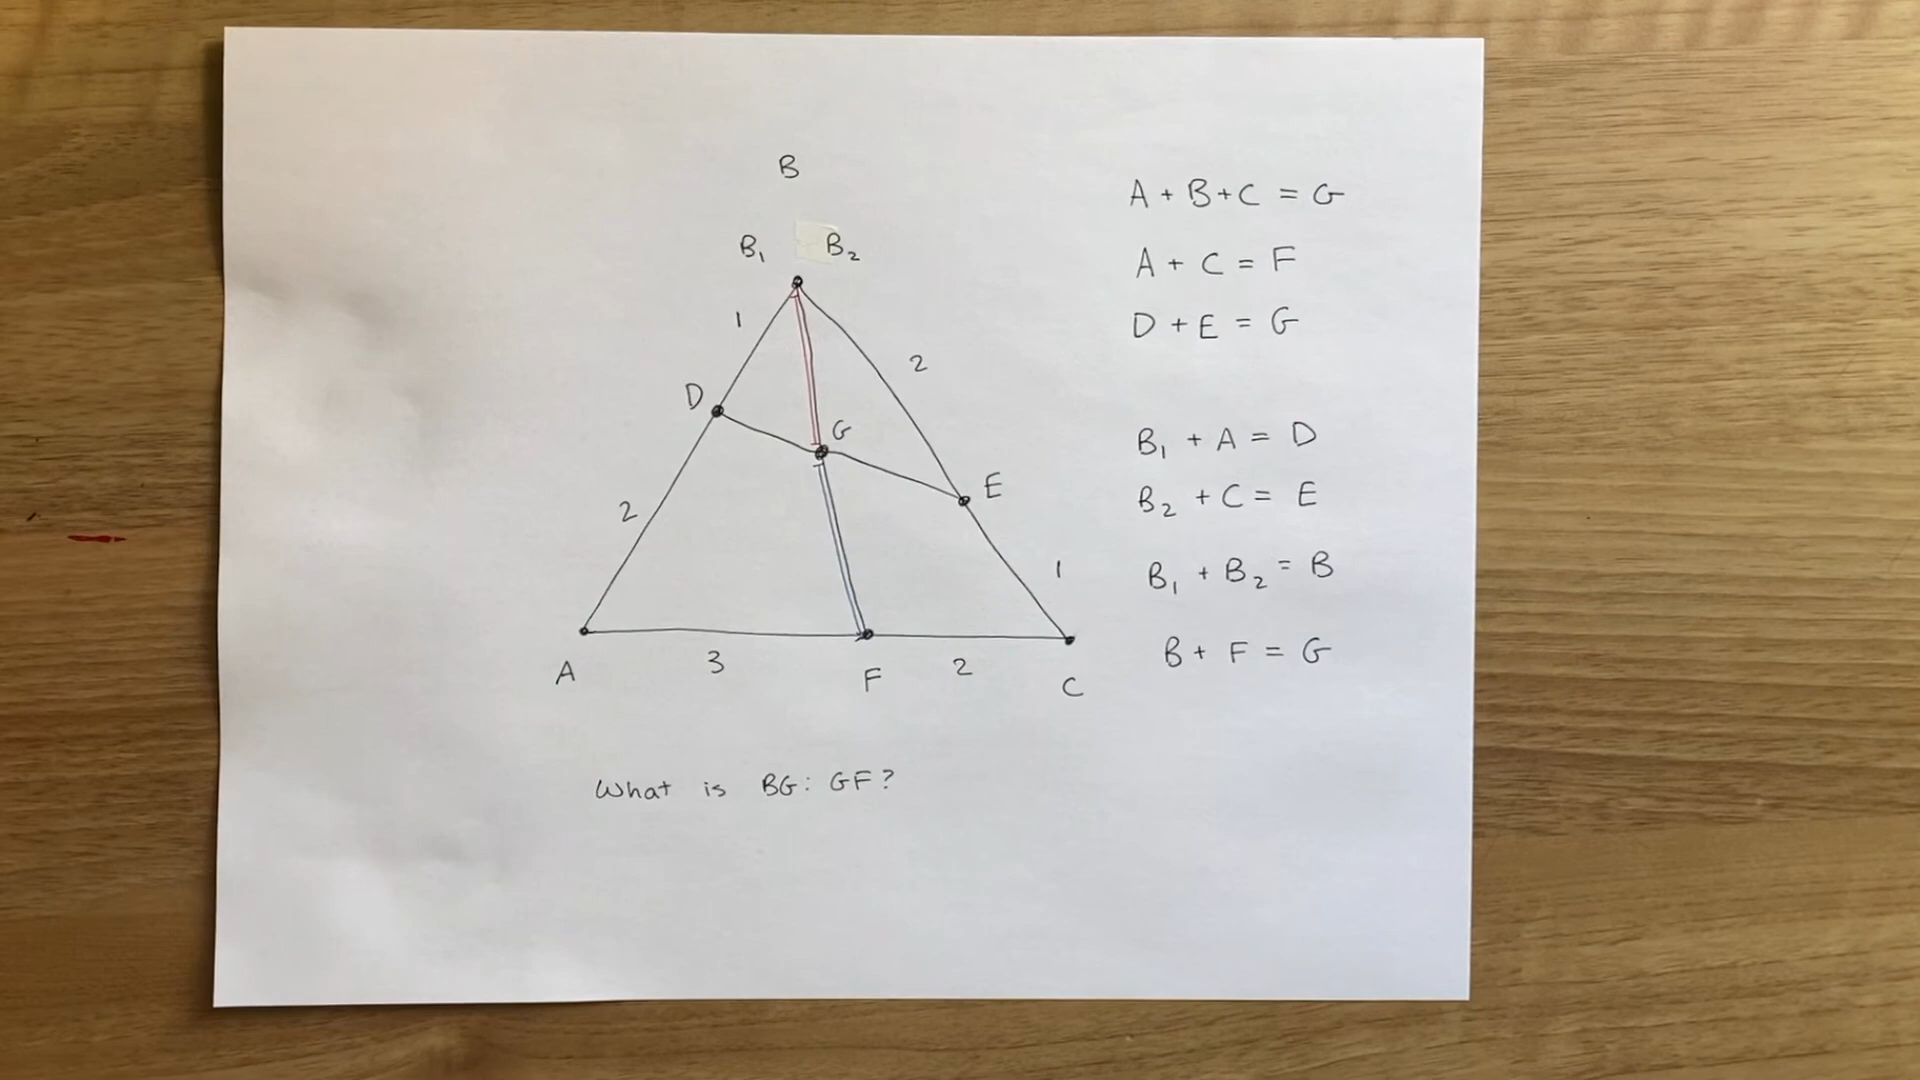 B
B₁ B₂
1
2
D
G
E
2
1
A
3
F
2
C
What is BG: GF?
A + B + C = G
A + C = F
D + E = G
B₁ + A = D
B₂ + C = E
B₁ + B₂ = B
B + F = G